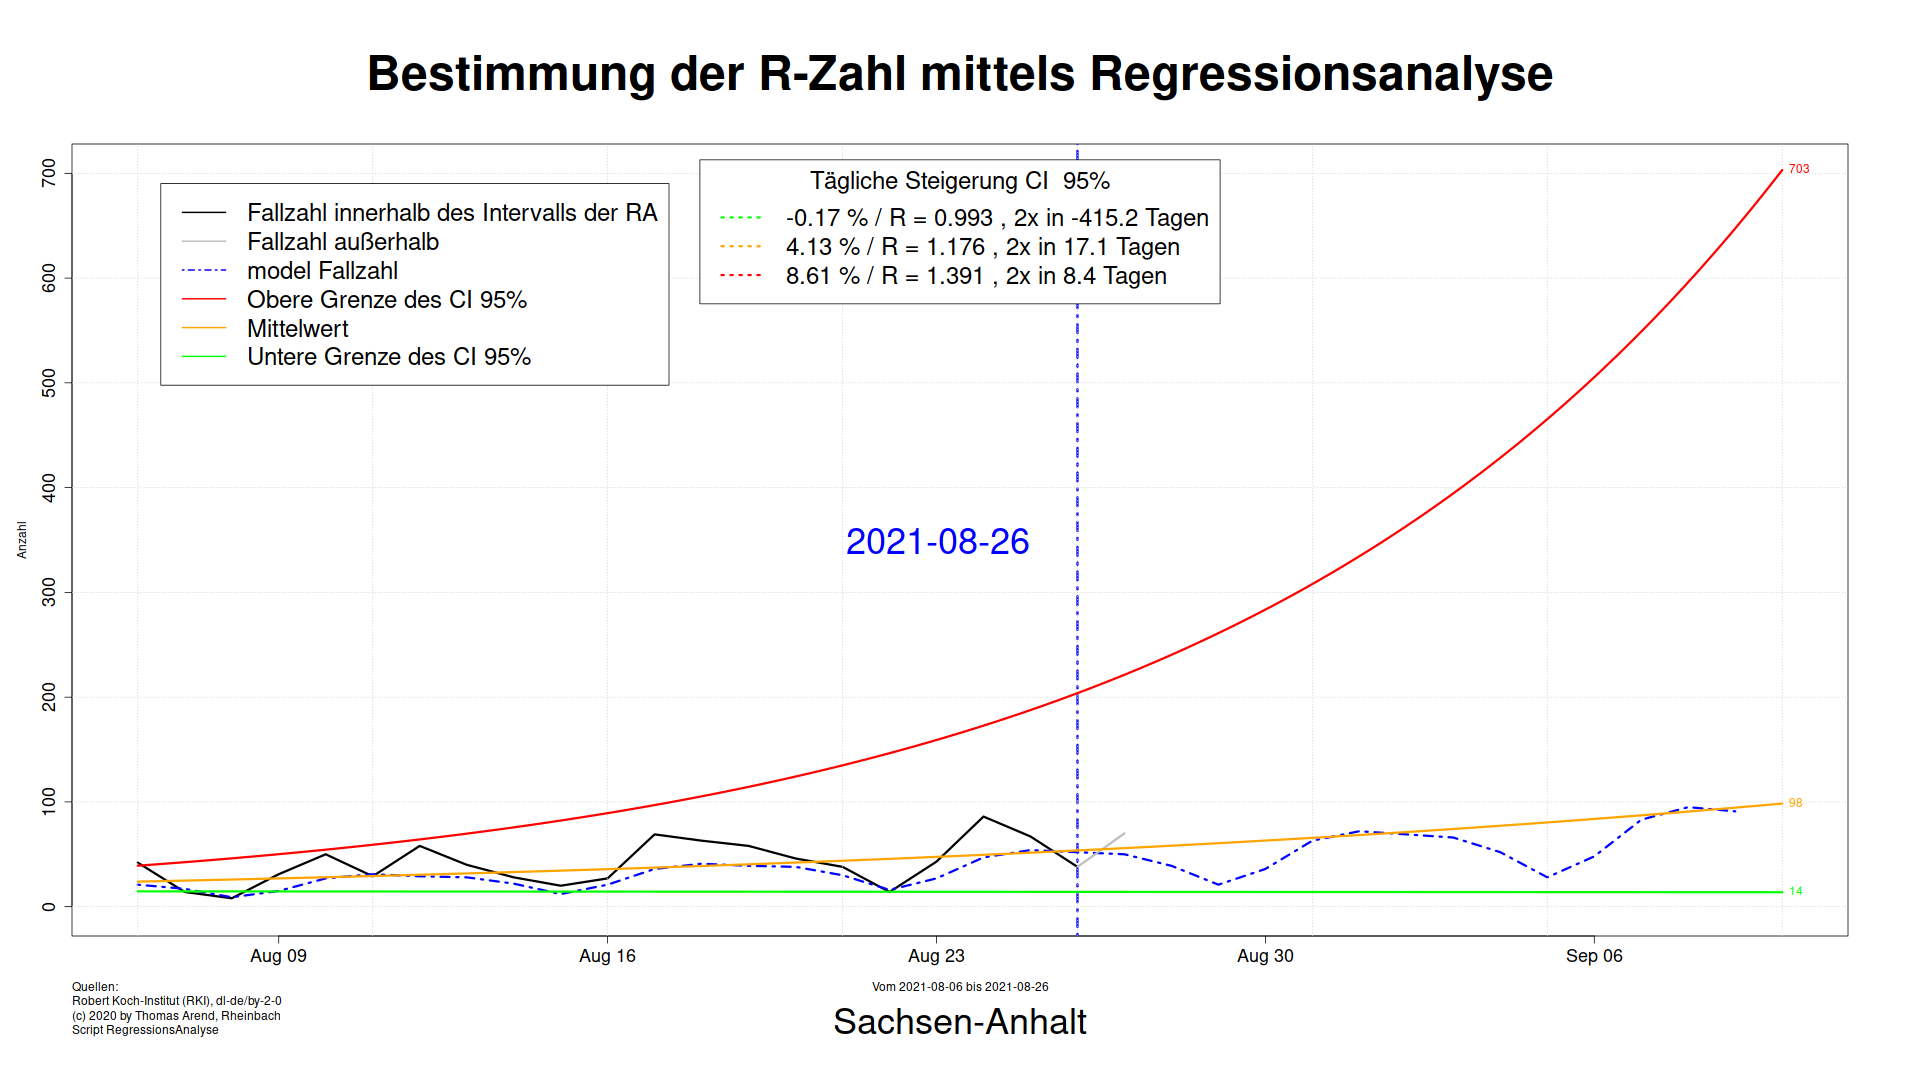 Bestimmung der R-Zahl mittels Regressionsanalyse
Fallzahl innerhalb des Intervalls der RA
Fallzahl außerhalb
model Fallzahl
Obere Grenze des CI 95%
Mittelwert
Untere Grenze des CI 95%
Tägliche Steigerung CI  95%
-0.17 % / R = 0.993 , 2x in -415.2 Tagen
4.13 % / R = 1.176 , 2x in 17.1 Tagen
8.61 % / R = 1.391 , 2x in 8.4 Tagen
2021-08-26
703
98
14
Anzahl
700
600
500
400
300
200
100
0
Aug 09
Aug 16
Aug 23
Aug 30
Sep 06
Quellen:
Robert Koch-Institut (RKI), dl-de/by-2-0
(c) 2020 by Thomas Arend, Rheinbach
Script RegressionsAnalyse
Vom 2021-08-06 bis 2021-08-26
Sachsen-Anhalt